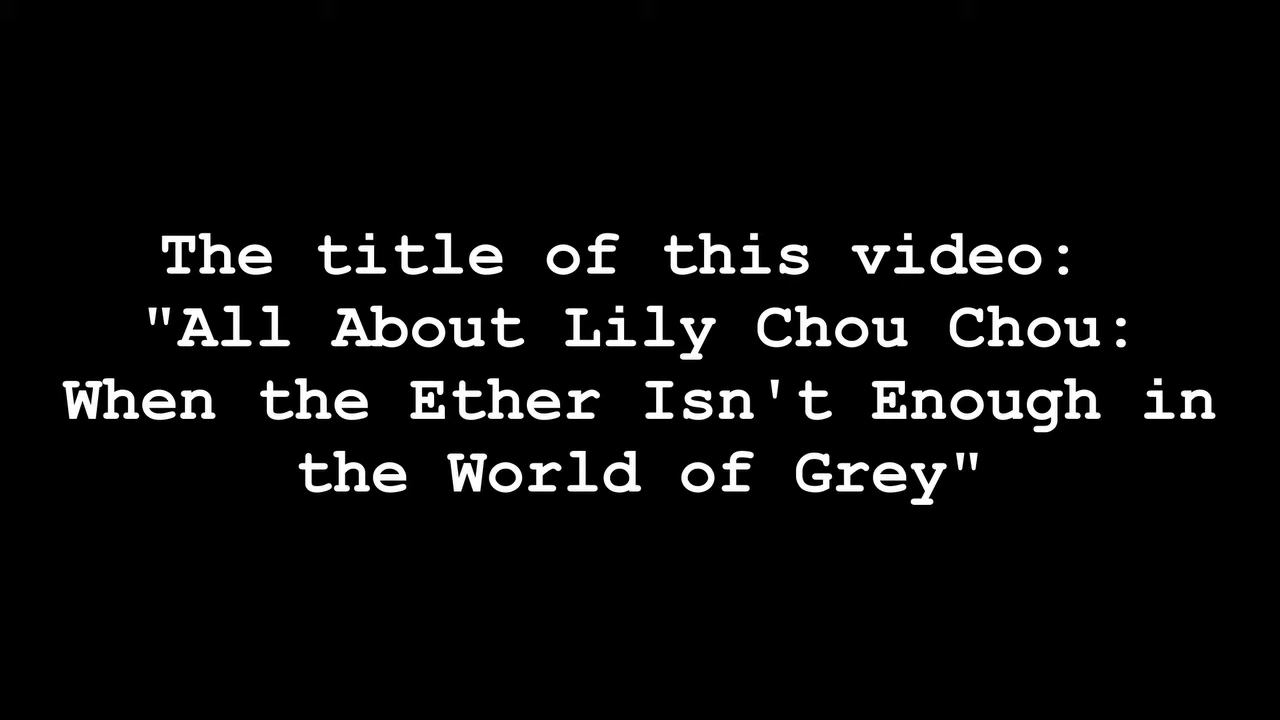 The title of this video:
"All About Lily Chou Chou:
When the Ether Isn't Enough in
the World of Grey"